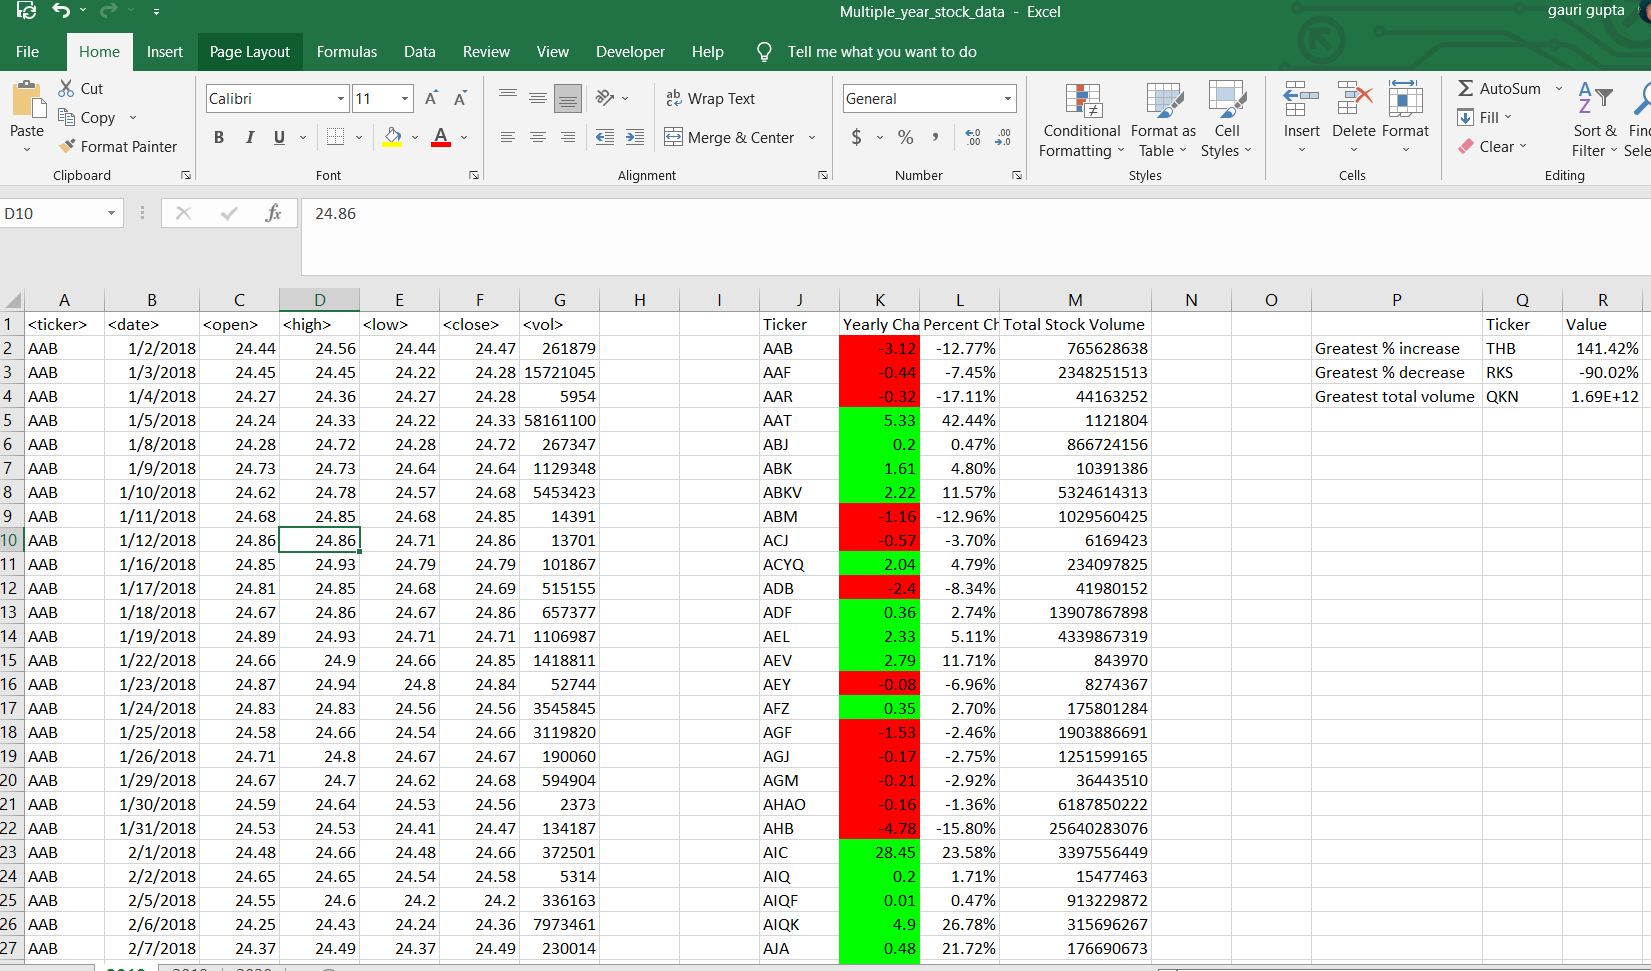 Multiple_year_stock_data - Excel gauri gupta
File Home Insert Page Layout Formulas Data Review View Developer Help Tell me what you want to do
Paste Cut Copy Format Painter Clipboard
Calibri 11 A A B I U A Font
ab c Wrap Text Merge & Center Alignment
General $ % , Number
Conditional Formatting Format as Table Cell Styles Styles
Insert Delete Format Cells
AutoSum Fill Clear Sort & Filter Editing
D10 fx 24.86
A B C D E F G H I J K L M N O P Q R
1 <ticker> <date> <open> <high> <low> <close> <vol> Ticker Yearly Cha Percent Ch Total Stock Volume Ticker Value
2 AAB 1/2/2018 24.44 24.56 24.44 24.47 261879 AAB -3.12 -12.77% 765628638 Greatest % increase THB 141.42%
3 AAB 1/3/2018 24.45 24.45 24.22 24.28 15721045 AAF -0.44 -7.45% 2348251513 Greatest % decrease RKS -90.02%
4 AAB 1/4/2018 24.27 24.36 24.27 24.28 5954 AAR -0.32 -17.11% 44163252 Greatest total volume QKN 1.69E+12
5 AAB 1/5/2018 24.24 24.33 24.22 24.33 58161100 AAT 5.33 42.44% 1121804
6 AAB 1/8/2018 24.28 24.72 24.28 24.72 267347 ABJ 0.2 0.47% 866724156
7 AAB 1/9/2018 24.73 24.73 24.64 24.64 1129348 ABK 1.61 4.80% 10391386
8 AAB 1/10/2018 24.62 24.78 24.57 24.68 5453423 ABKV 2.22 11.57% 5324614313
9 AAB 1/11/2018 24.68 24.85 24.68 24.85 14391 ABM -1.16 -12.96% 1029560425
10 AAB 1/12/2018 24.86 24.86 24.71 24.86 13701 ACJ -0.57 -3.70% 6169423
11 AAB 1/16/2018 24.85 24.93 24.79 24.79 101867 ACYQ 2.04 4.79% 234097825
12 AAB 1/17/2018 24.81 24.85 24.68 24.69 515155 ADB -2.4 -8.34% 41980152
13 AAB 1/18/2018 24.67 24.86 24.67 24.86 657377 ADF 0.36 2.74% 13907867898
14 AAB 1/19/2018 24.89 24.93 24.71 24.71 1106987 AEL 2.33 5.11% 4339867319
15 AAB 1/22/2018 24.66 24.9 24.66 24.85 1418811 AEV 2.79 11.71% 843970
16 AAB 1/23/2018 24.87 24.94 24.8 24.84 52744 AEY -0.08 -6.96% 8274367
17 AAB 1/24/2018 24.83 24.83 24.56 24.56 3545845 AFZ 0.35 2.70% 175801284
18 AAB 1/25/2018 24.58 24.66 24.54 24.66 3119820 AGF -1.53 -2.46% 1903886691
19 AAB 1/26/2018 24.71 24.8 24.67 24.67 190060 AGJ -0.17 -2.75% 1251599165
20 AAB 1/29/2018 24.67 24.7 24.62 24.68 594904 AGM -0.21 -2.92% 36443510
21 AAB 1/30/2018 24.59 24.64 24.53 24.56 2373 AHAO -0.16 -1.36% 6187850222
22 AAB 1/31/2018 24.53 24.53 24.41 24.47 134187 AHB -4.78 -15.80% 25640283076
23 AAB 2/1/2018 24.48 24.66 24.48 24.66 372501 AIC 28.45 23.58% 3397556449
24 AAB 2/2/2018 24.65 24.65 24.54 24.58 5314 AIQ 0.2 1.71% 15477463
25 AAB 2/5/2018 24.55 24.6 24.2 24.2 336163 AIQF 0.01 0.47% 913229872
26 AAB 2/6/2018 24.25 24.43 24.24 24.36 7973461 AIQK 4.9 26.78% 315696267
27 AAB 2/7/2018 24.37 24.49 24.37 24.49 230014 AJA 0.48 21.72% 176690673